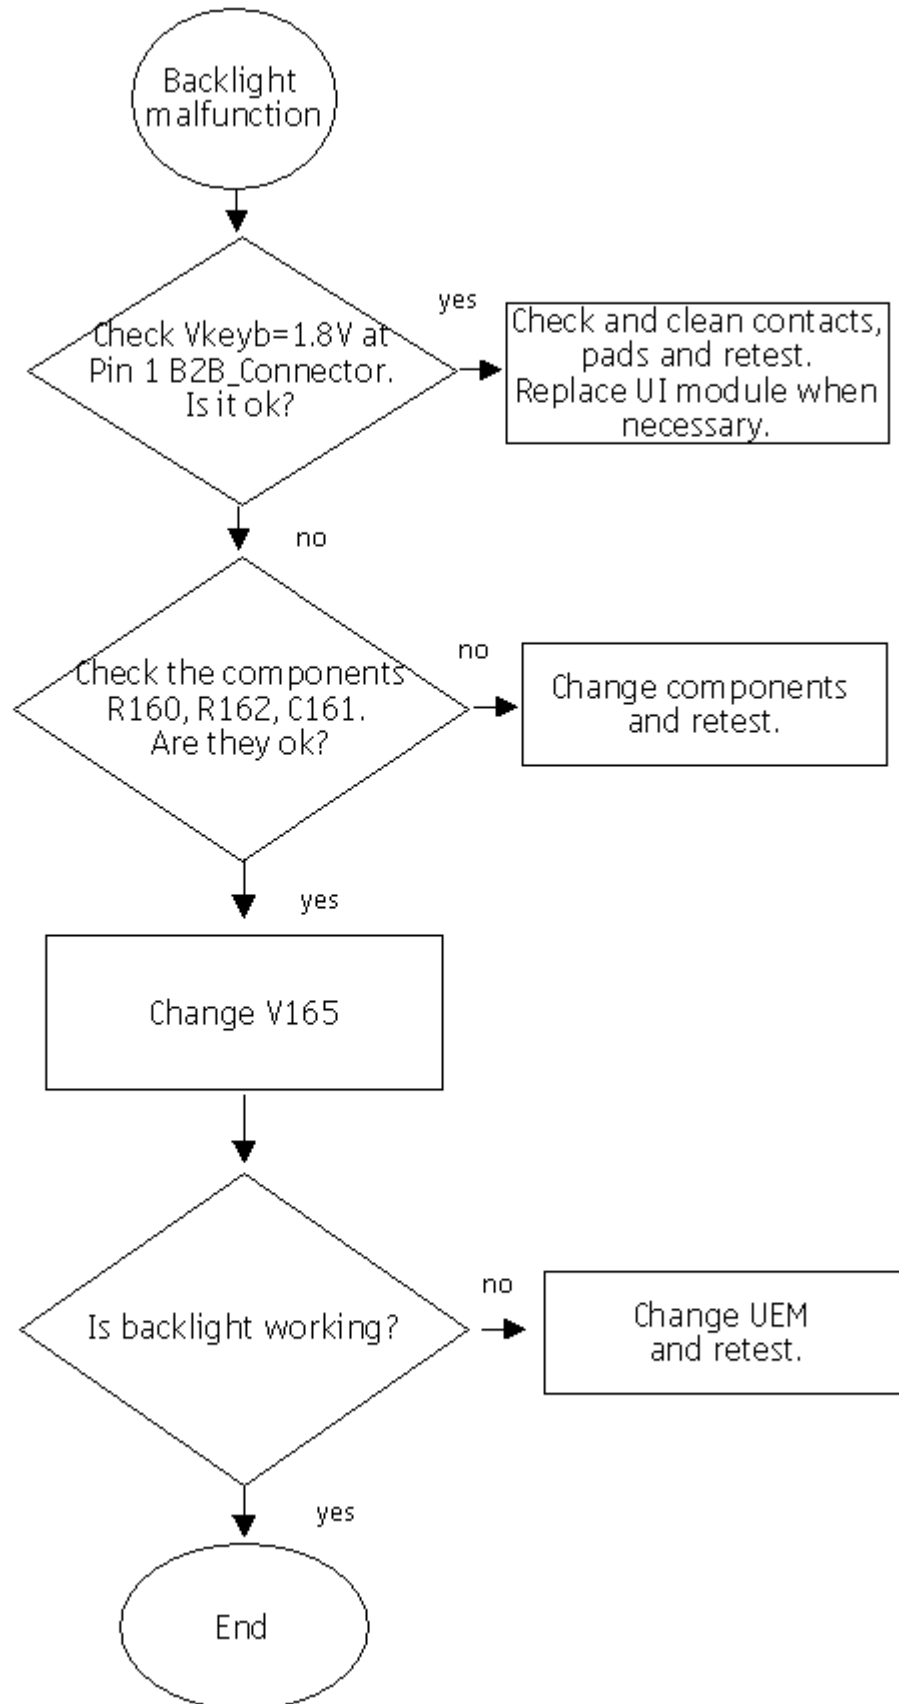 Backlight
malfunction
yes
Check Vkeyb=1.8V at
Pin 1 B2B_Connector.
Is it ok?
Check and clean contacts,
pads and retest.
Replace UI module when
necessary.
no
Check the components
R160, R162, C161.
Are they ok?
no
Change components
and retest.
yes
Change V165
Is backlight working?
no
Change UEM
and retest.
yes
End